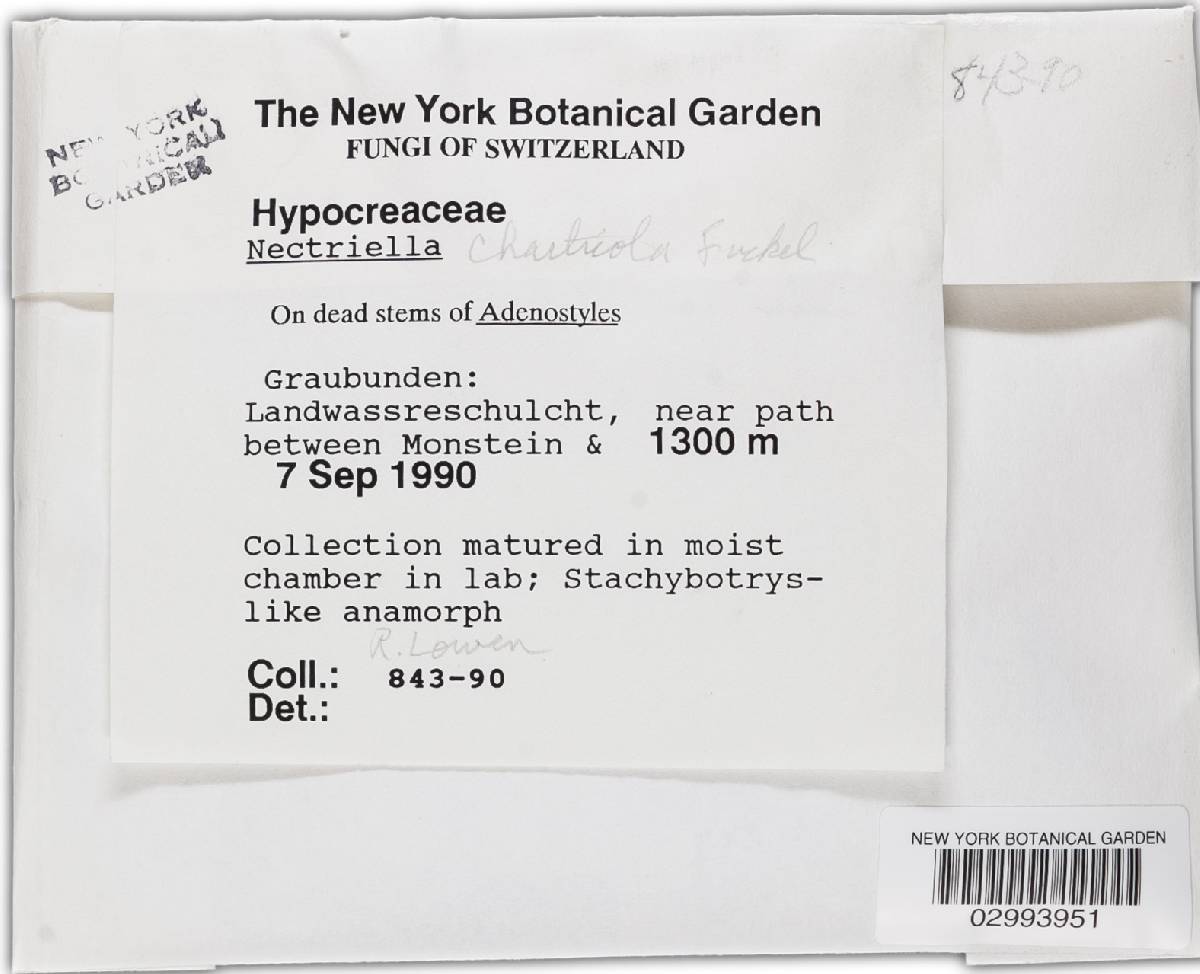 843-90
NEW YORK
BOTANICAL
GARDEN
The New York Botanical Garden
FUNGI OF SWITZERLAND
Hypocreaceae
Nectriella Fuckel
On dead stems of Adenostyles
Graubunden:
Landwassreschulcht, near path
between Monstein & 1300 m
7 Sep 1990
Collection matured in moist
chamber in lab; Stachybotrys-
like anamorph
R. Lowen
Coll.: 843-90
Det.:
NEW YORK BOTANICAL GARDEN
02993951